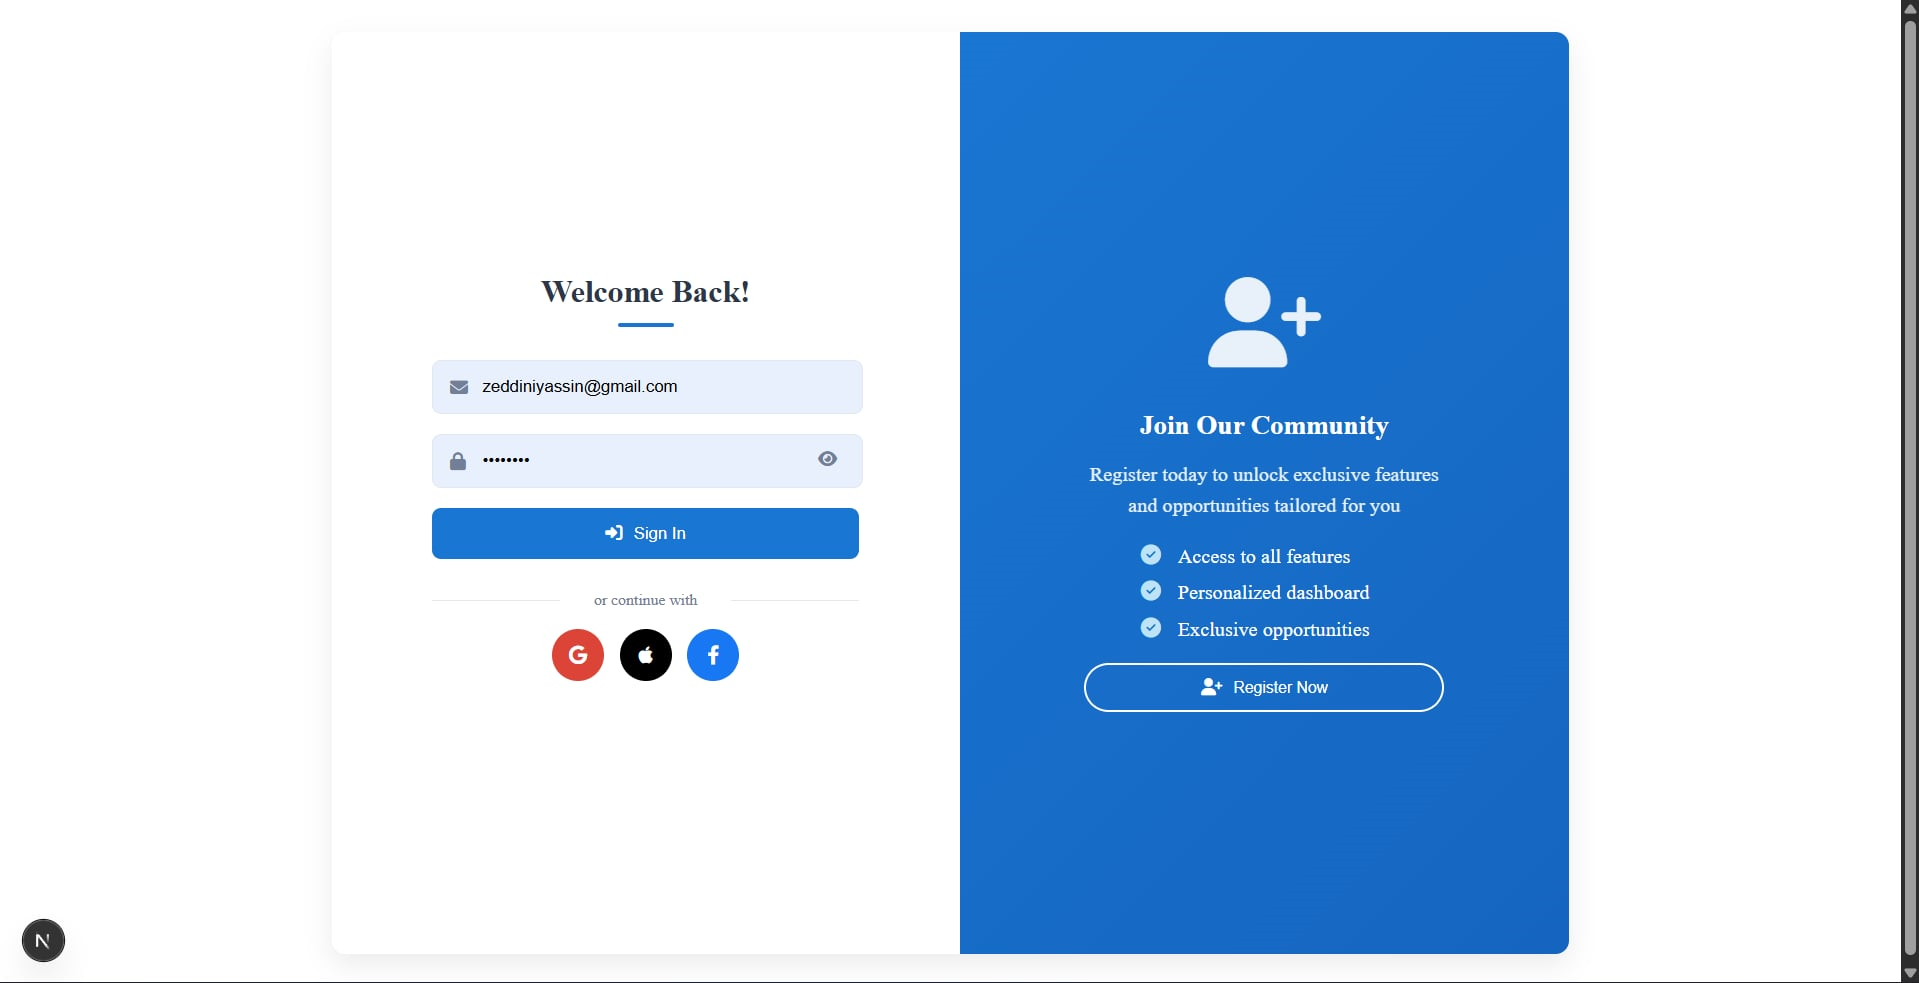 Welcome Back!
zeddiniyassin@gmail.com
••••••••
Sign In
or continue with
Join Our Community
Register today to unlock exclusive features
and opportunities tailored for you
Access to all features
Personalized dashboard
Exclusive opportunities
Register Now
N